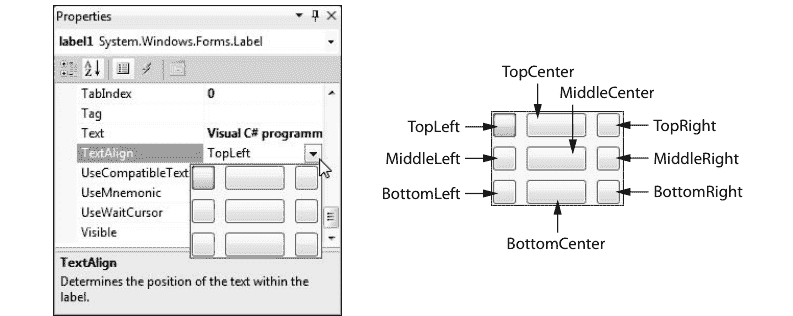 Properties
label1 System.Windows.Forms.Label
TabIndex 0
Tag
Text Visual C# programm
TextAlign TopLeft
UseCompatibleText
UseMnemonic
UseWaitCursor
Visible
TextAlign
Determines the position of the text within the
label.
TopCenter
MiddleCenter
TopLeft TopRight
MiddleLeft MiddleRight
BottomLeft BottomRight
BottomCenter